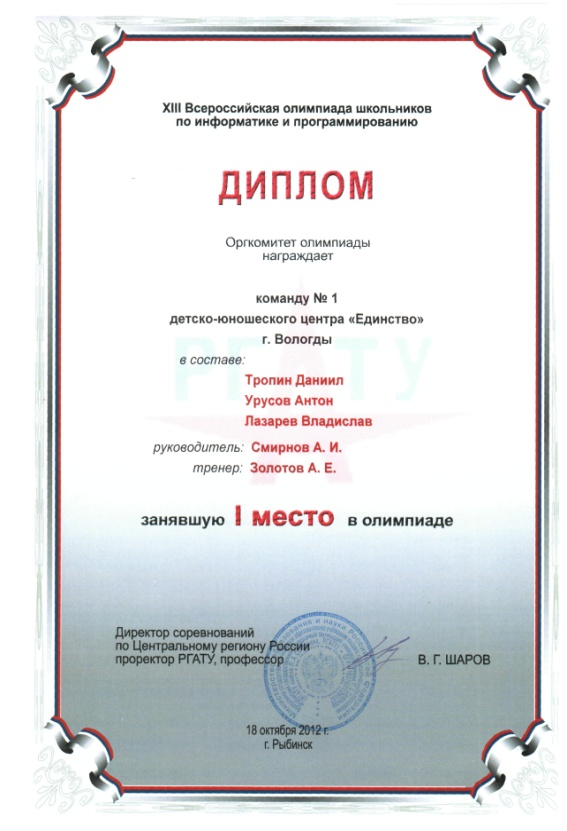 XIII Всероссийская олимпиада школьников
по информатике и программированию
ДИПЛОМ
Оргкомитет олимпиады
награждает
команду № 1
детско-юношеского центра «Единство»
г. Вологды
в составе:
Тропин Даниил
Урусов Антон
Лазарев Владислав
руководитель: Смирнов А. И.
тренер: Золотов А. Е.
РГАТУ
занявшую I место в олимпиаде
Директор соревнований
по Центральному региону России
проректор РГАТУ, профессор
В. Г. ШАРОВ
18 октября 2012 г.
г. Рыбинск